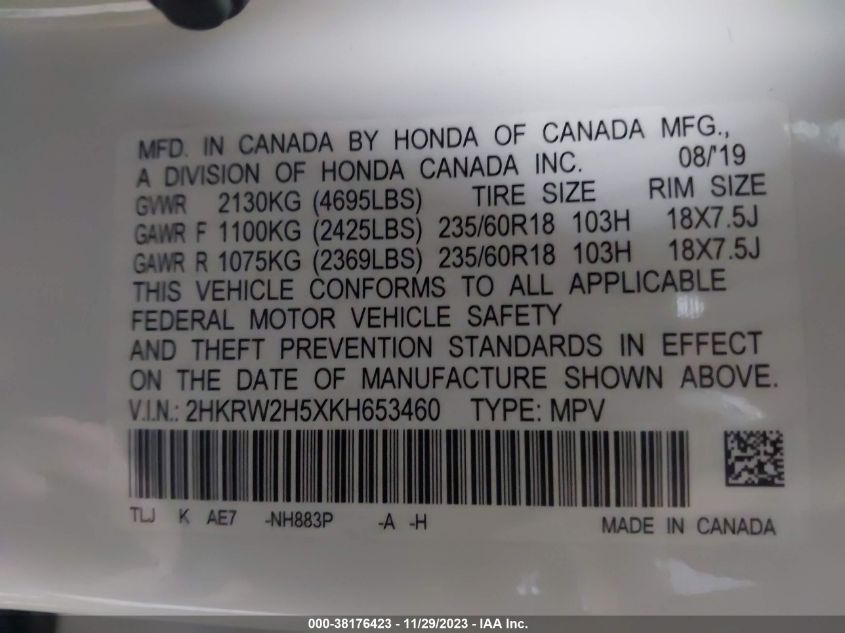 MFD. IN CANADA BY HONDA OF CANADA MFG.,
A DIVISION OF HONDA CANADA INC. 08/'19
GVWR 2130KG (4695LBS) TIRE SIZE RIM SIZE
GAWR F 1100KG (2425LBS) 235/60R18 103H 18X7.5J
GAWR R 1075KG (2369LBS) 235/60R18 103H 18X7.5J
THIS VEHICLE CONFORMS TO ALL APPLICABLE
FEDERAL MOTOR VEHICLE SAFETY
AND THEFT PREVENTION STANDARDS IN EFFECT
ON THE DATE OF MANUFACTURE SHOWN ABOVE.
V.I.N.: 2HKRW2H5XKH653460 TYPE: MPV
TLJ K AE7 -NH883P -A -H MADE IN CANADA
000-38176423 - 11/29/2023 - IAA Inc.